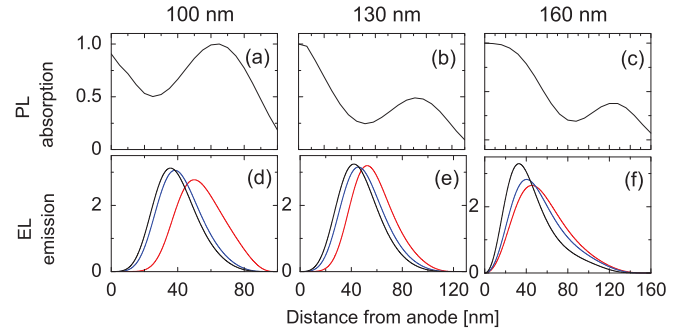 100 nm 130 nm 160 nm
PL absorption
1.0
0.5
0
(a) (b) (c)
EL emission
2
0
(d) (e) (f)
2
0
2
0
0 40 80 0 40 80 120 0 40 80 120 160
Distance from anode [nm]